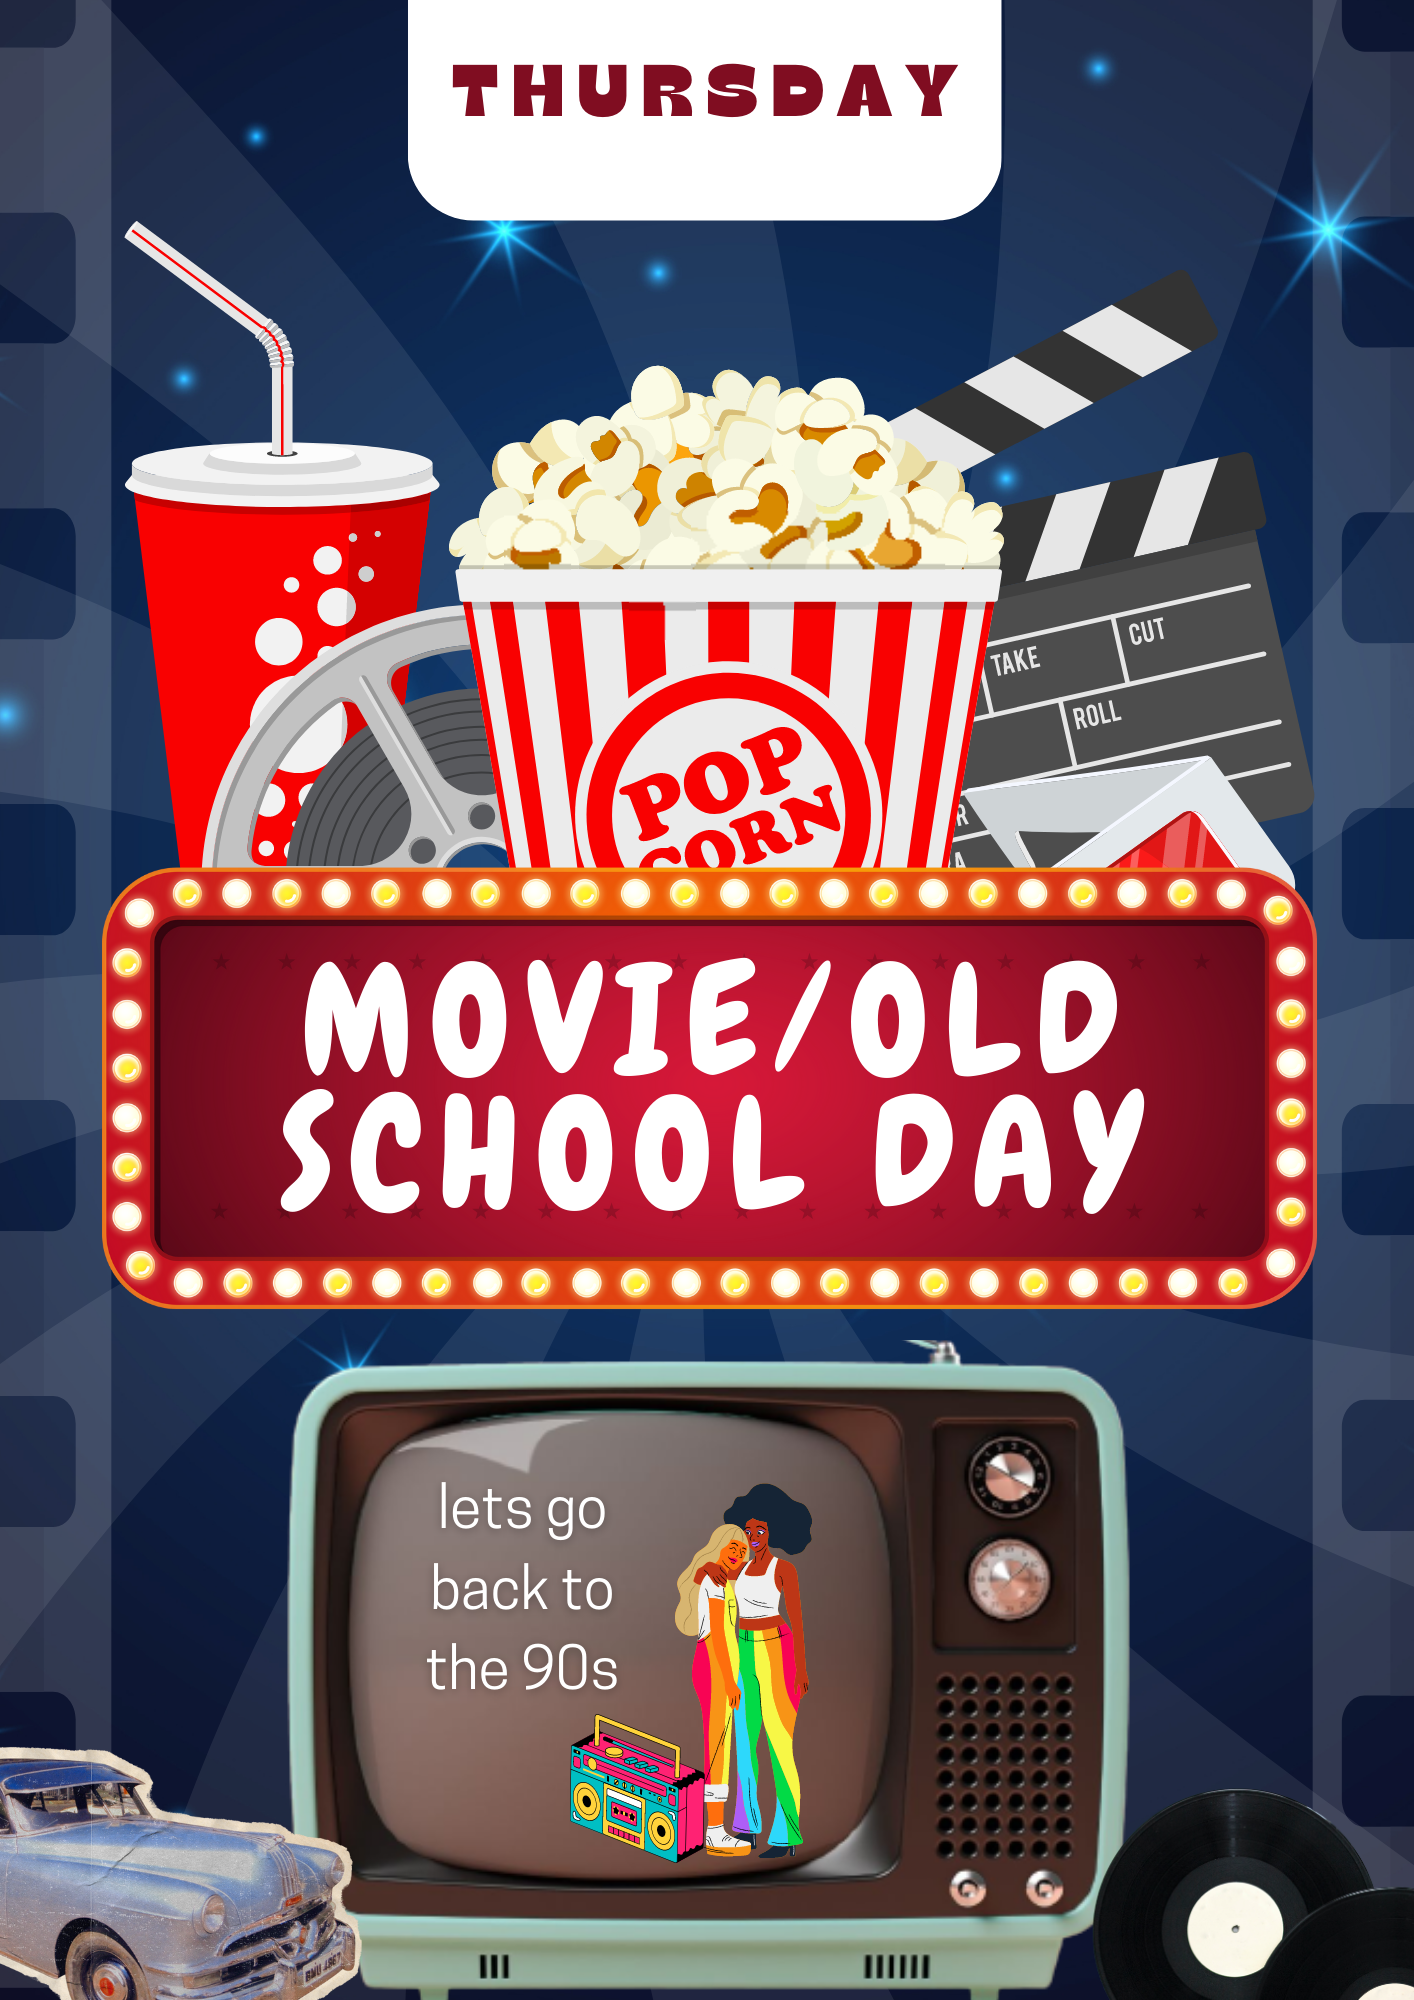 THURSDAY
CUT
TAKE
ROLL
POP
CORN
MOVIE/OLD
SCHOOL DAY
lets go
back to
the 90s